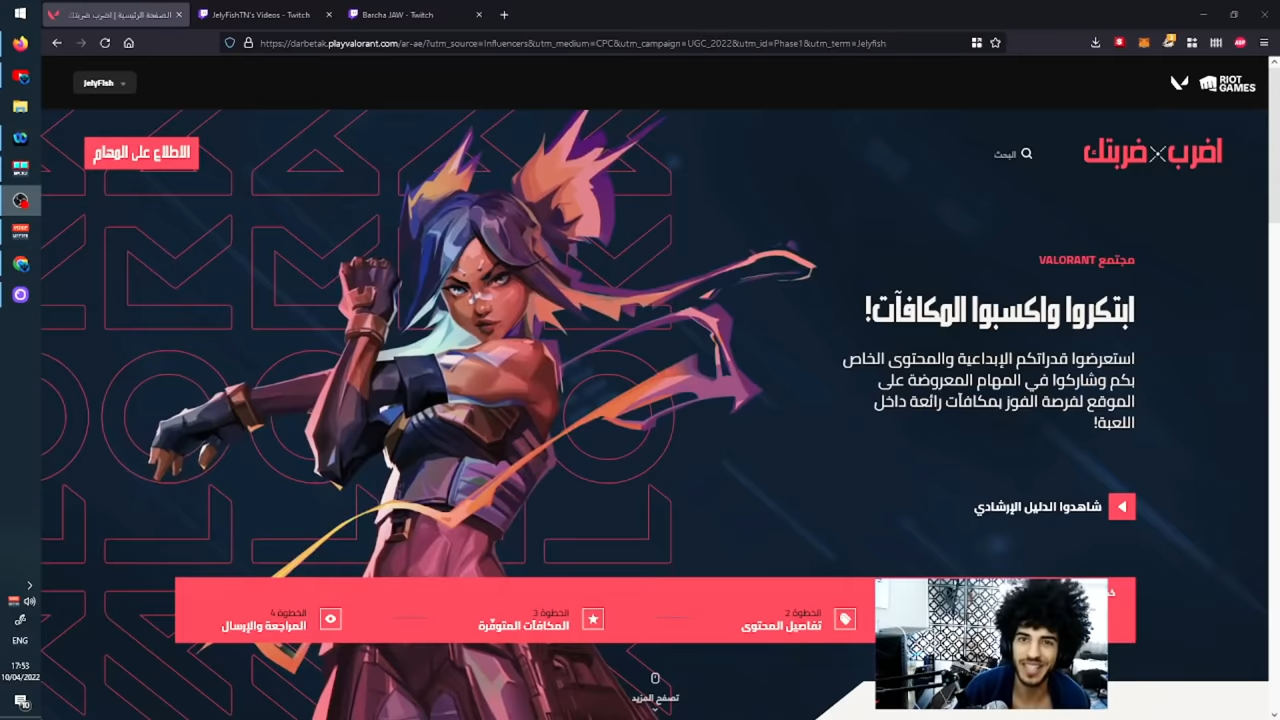 الصفحة الرئيسية | اضرب ضربتك
JelyFishTN's Videos - Twitch
Barcha JAW - Twitch
https://darbetak.playvalorant.com/ar-ae/?utm_source=Influencers&utm_medium=CPC&utm_campaign=UGC_2022&utm_id=Phase1&utm_term=Jelyfish
JelyFish
RIOT
GAMES
اضرب ضربتك
البحث
الاطلاع على المهام
مجتمع VALORANT
ابتكروا واكسبوا المكافآت!
استعرضوا قدراتكم الإبداعية والمحتوى الخاص
بكم وشاركوا في المهام المعروضة على
الموقع لفرصة الفوز بمكافآت رائعة داخل
اللعبة!
شاهدوا الدليل الإرشادي
الخطوة 2
تفاصيل المحتوى
الخطوة 3
المكافآت المتوفّرة
الخطوة 4
المراجعة والإرسال
تصفح المزيد
ENG
17:53
10/04/2022